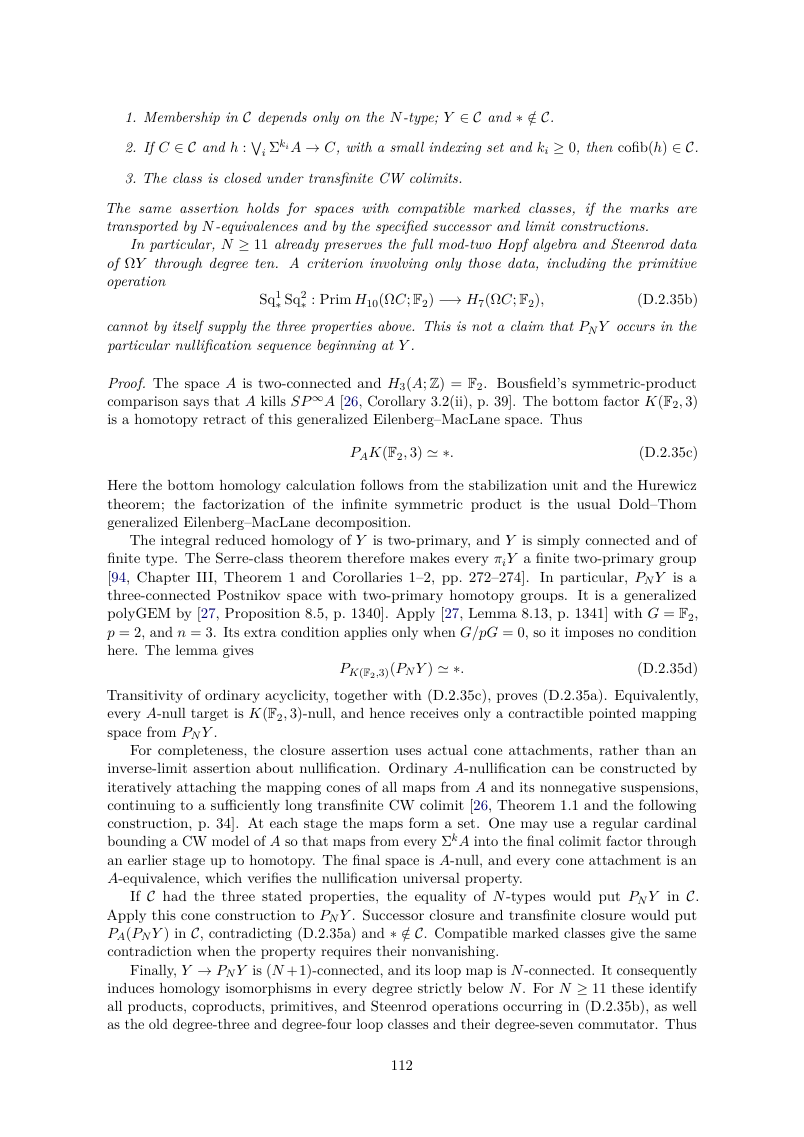 1. Membership in 𝒞 depends only on the N-type; Y ∈ 𝒞 and ∗ ∉ 𝒞.
2. If C ∈ 𝒞 and h : ⋁ᵢ Σ^{kᵢ}A → C, with a small indexing set and kᵢ ≥ 0, then cofib(h) ∈ 𝒞.
3. The class is closed under transfinite CW colimits.
The same assertion holds for spaces with compatible marked classes, if the marks are
transported by N-equivalences and by the specified successor and limit constructions.
In particular, N ≥ 11 already preserves the full mod-two Hopf algebra and Steenrod data
of ΩY through degree ten. A criterion involving only those data, including the primitive
operation
Sq¹∗ Sq²∗ : Prim H₁₀(ΩC; 𝔽₂) ⟶ H₇(ΩC; 𝔽₂), (D.2.35b)
cannot by itself supply the three properties above. This is not a claim that P_N Y occurs in the
particular nullification sequence beginning at Y.
Proof. The space A is two-connected and H₃(A; ℤ) = 𝔽₂. Bousfield's symmetric-product
comparison says that A kills SP^∞A [26, Corollary 3.2(ii), p. 39]. The bottom factor K(𝔽₂, 3)
is a homotopy retract of this generalized Eilenberg–MacLane space. Thus
P_A K(𝔽₂, 3) ≃ ∗. (D.2.35c)
Here the bottom homology calculation follows from the stabilization unit and the Hurewicz
theorem; the factorization of the infinite symmetric product is the usual Dold–Thom
generalized Eilenberg–MacLane decomposition.
The integral reduced homology of Y is two-primary, and Y is simply connected and of
finite type. The Serre-class theorem therefore makes every πᵢY a finite two-primary group
[94, Chapter III, Theorem 1 and Corollaries 1–2, pp. 272–274]. In particular, P_N Y is a
three-connected Postnikov space with two-primary homotopy groups. It is a generalized
polyGEM by [27, Proposition 8.5, p. 1340]. Apply [27, Lemma 8.13, p. 1341] with G = 𝔽₂,
p = 2, and n = 3. Its extra condition applies only when G/pG = 0, so it imposes no condition
here. The lemma gives
P_{K(𝔽₂,3)}(P_N Y) ≃ ∗. (D.2.35d)
Transitivity of ordinary acyclicity, together with (D.2.35c), proves (D.2.35a). Equivalently,
every A-null target is K(𝔽₂, 3)-null, and hence receives only a contractible pointed mapping
space from P_N Y.
For completeness, the closure assertion uses actual cone attachments, rather than an
inverse-limit assertion about nullification. Ordinary A-nullification can be constructed by
iteratively attaching the mapping cones of all maps from A and its nonnegative suspensions,
continuing to a sufficiently long transfinite CW colimit [26, Theorem 1.1 and the following
construction, p. 34]. At each stage the maps form a set. One may use a regular cardinal
bounding a CW model of A so that maps from every Σ^k A into the final colimit factor through
an earlier stage up to homotopy. The final space is A-null, and every cone attachment is an
A-equivalence, which verifies the nullification universal property.
If 𝒞 had the three stated properties, the equality of N-types would put P_N Y in 𝒞.
Apply this cone construction to P_N Y. Successor closure and transfinite closure would put
P_A(P_N Y) in 𝒞, contradicting (D.2.35a) and ∗ ∉ 𝒞. Compatible marked classes give the same
contradiction when the property requires their nonvanishing.
Finally, Y → P_N Y is (N+1)-connected, and its loop map is N-connected. It consequently
induces homology isomorphisms in every degree strictly below N. For N ≥ 11 these identify
all products, coproducts, primitives, and Steenrod operations occurring in (D.2.35b), as well
as the old degree-three and degree-four loop classes and their degree-seven commutator. Thus
112